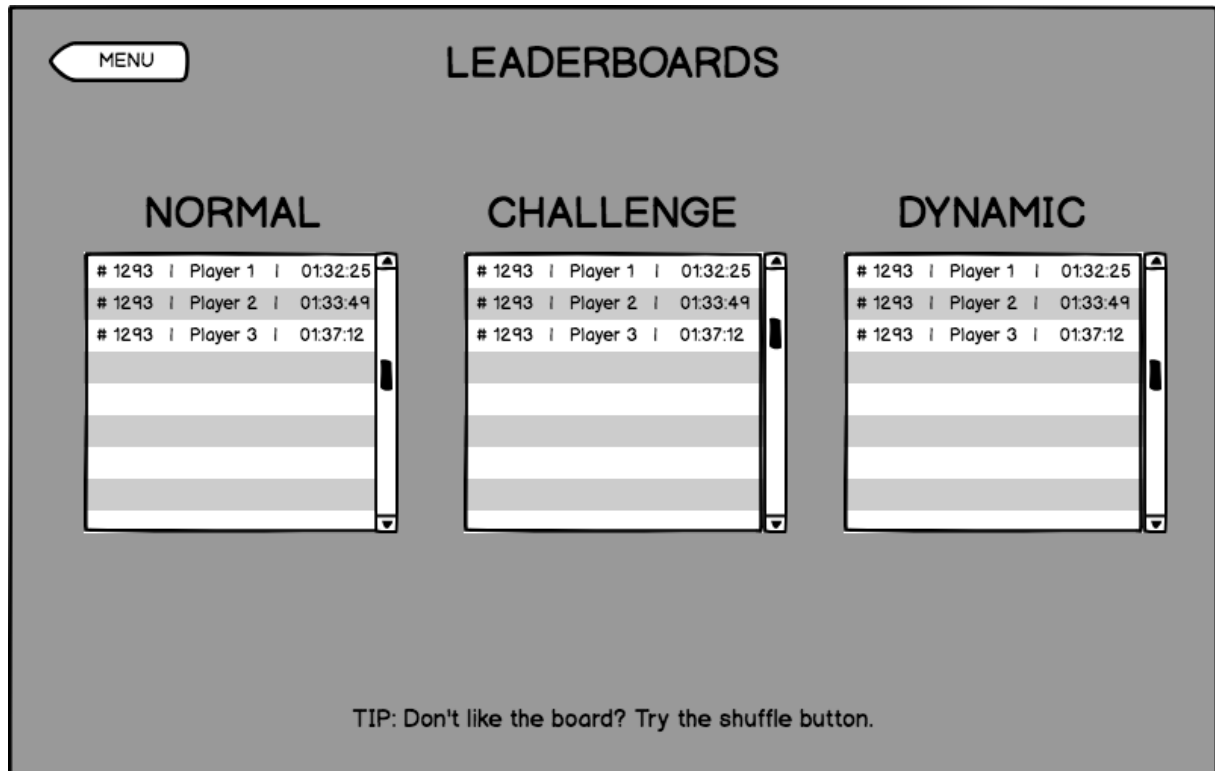 MENU
LEADERBOARDS
NORMAL
# 1293 | Player 1 | 01:32:25
# 1293 | Player 2 | 01:33:49
# 1293 | Player 3 | 01:37:12
CHALLENGE
# 1293 | Player 1 | 01:32:25
# 1293 | Player 2 | 01:33:49
# 1293 | Player 3 | 01:37:12
DYNAMIC
# 1293 | Player 1 | 01:32:25
# 1293 | Player 2 | 01:33:49
# 1293 | Player 3 | 01:37:12
TIP: Don't like the board? Try the shuffle button.